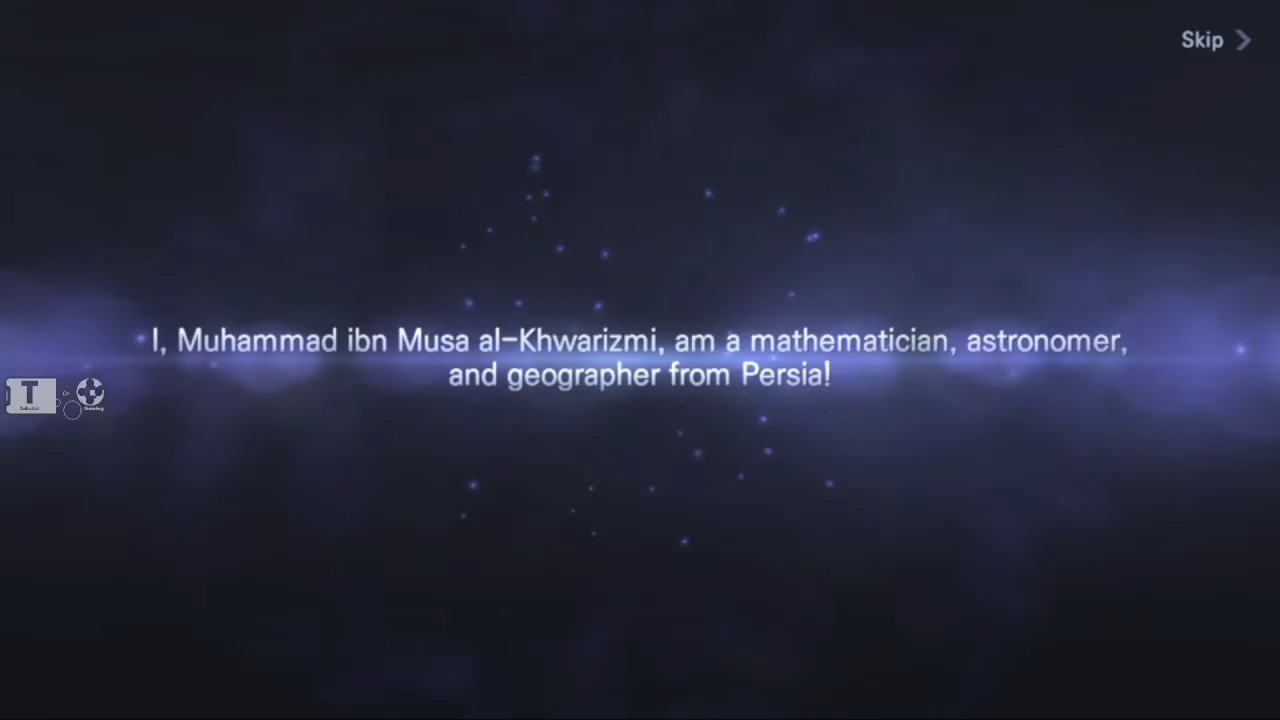 Skip
I, Muhammad ibn Musa al-Khwarizmi, am a mathematician, astronomer,
and geographer from Persia!
T